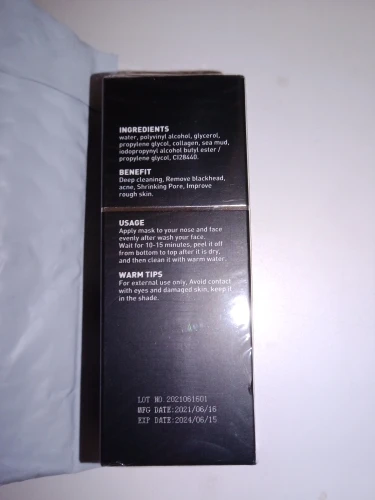 INGREDIENTS
water, polyvinyl alcohol, glycerol,
propylene glycol, collagen, sea mud,
iodopropynyl alcohol butyl ester /
propylene glycol, CI28440.
BENEFIT
Deep cleaning, Remove blackhead,
acne, Shrinking Pore, Improve
rough skin.
USAGE
Apply mask to your nose and face
evenly after wash your face.
Wait for 10-15 minutes, peel it off
from bottom to top after it is dry,
and then clean it with warm water.
WARM TIPS
For external use only, Avoid contact
with eyes and damaged skin, keep it
in the shade.
LOT NO.2021061601
MFG DATE:2021/06/16
EXP DATE:2024/06/15